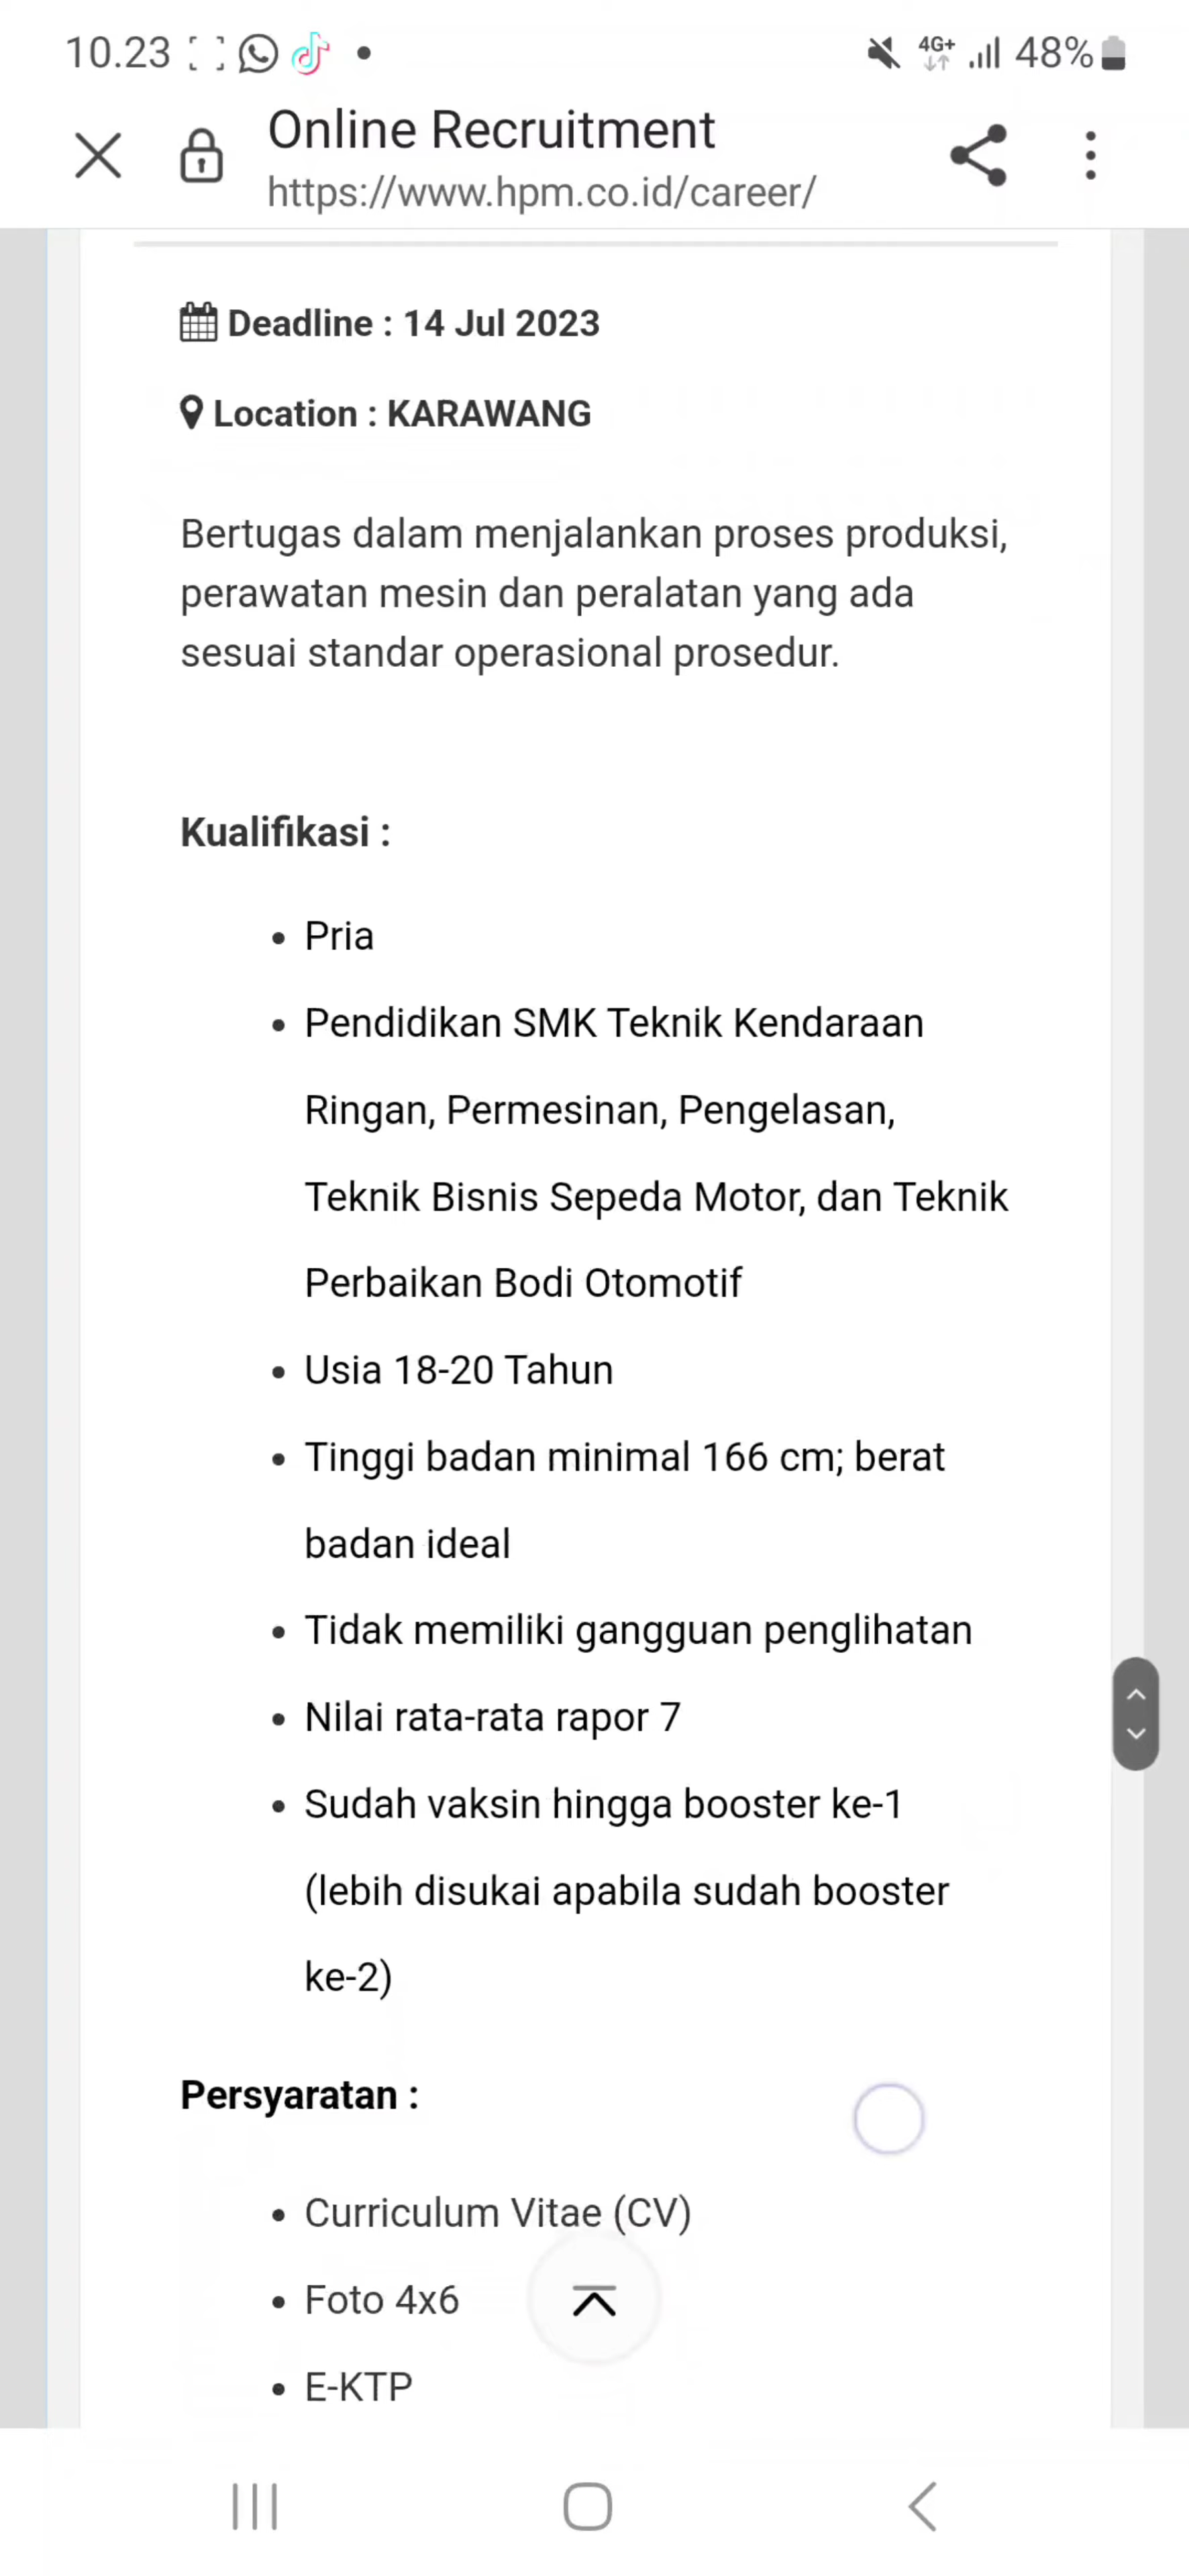 10.23
4G+
48%
Online Recruitment
https://www.hpm.co.id/career/
Deadline : 14 Jul 2023
Location : KARAWANG
Bertugas dalam menjalankan proses produksi,
perawatan mesin dan peralatan yang ada
sesuai standar operasional prosedur.
Kualifikasi :
• Pria
• Pendidikan SMK Teknik Kendaraan
Ringan, Permesinan, Pengelasan,
Teknik Bisnis Sepeda Motor, dan Teknik
Perbaikan Bodi Otomotif
• Usia 18-20 Tahun
• Tinggi badan minimal 166 cm; berat
badan ideal
• Tidak memiliki gangguan penglihatan
• Nilai rata-rata rapor 7
• Sudah vaksin hingga booster ke-1
(lebih disukai apabila sudah booster
ke-2)
Persyaratan :
• Curriculum Vitae (CV)
• Foto 4x6
• E-KTP